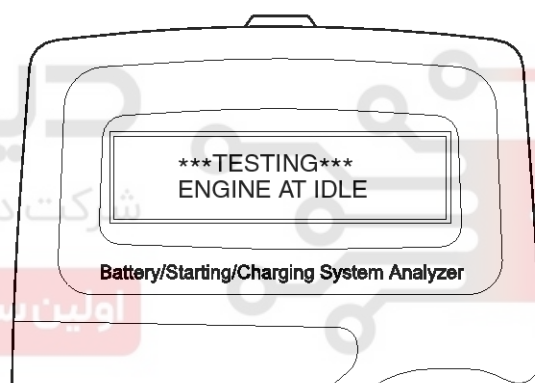 ***TESTING***
ENGINE AT IDLE
Battery/Starting/Charging System Analyzer
شرکت د
اولین س